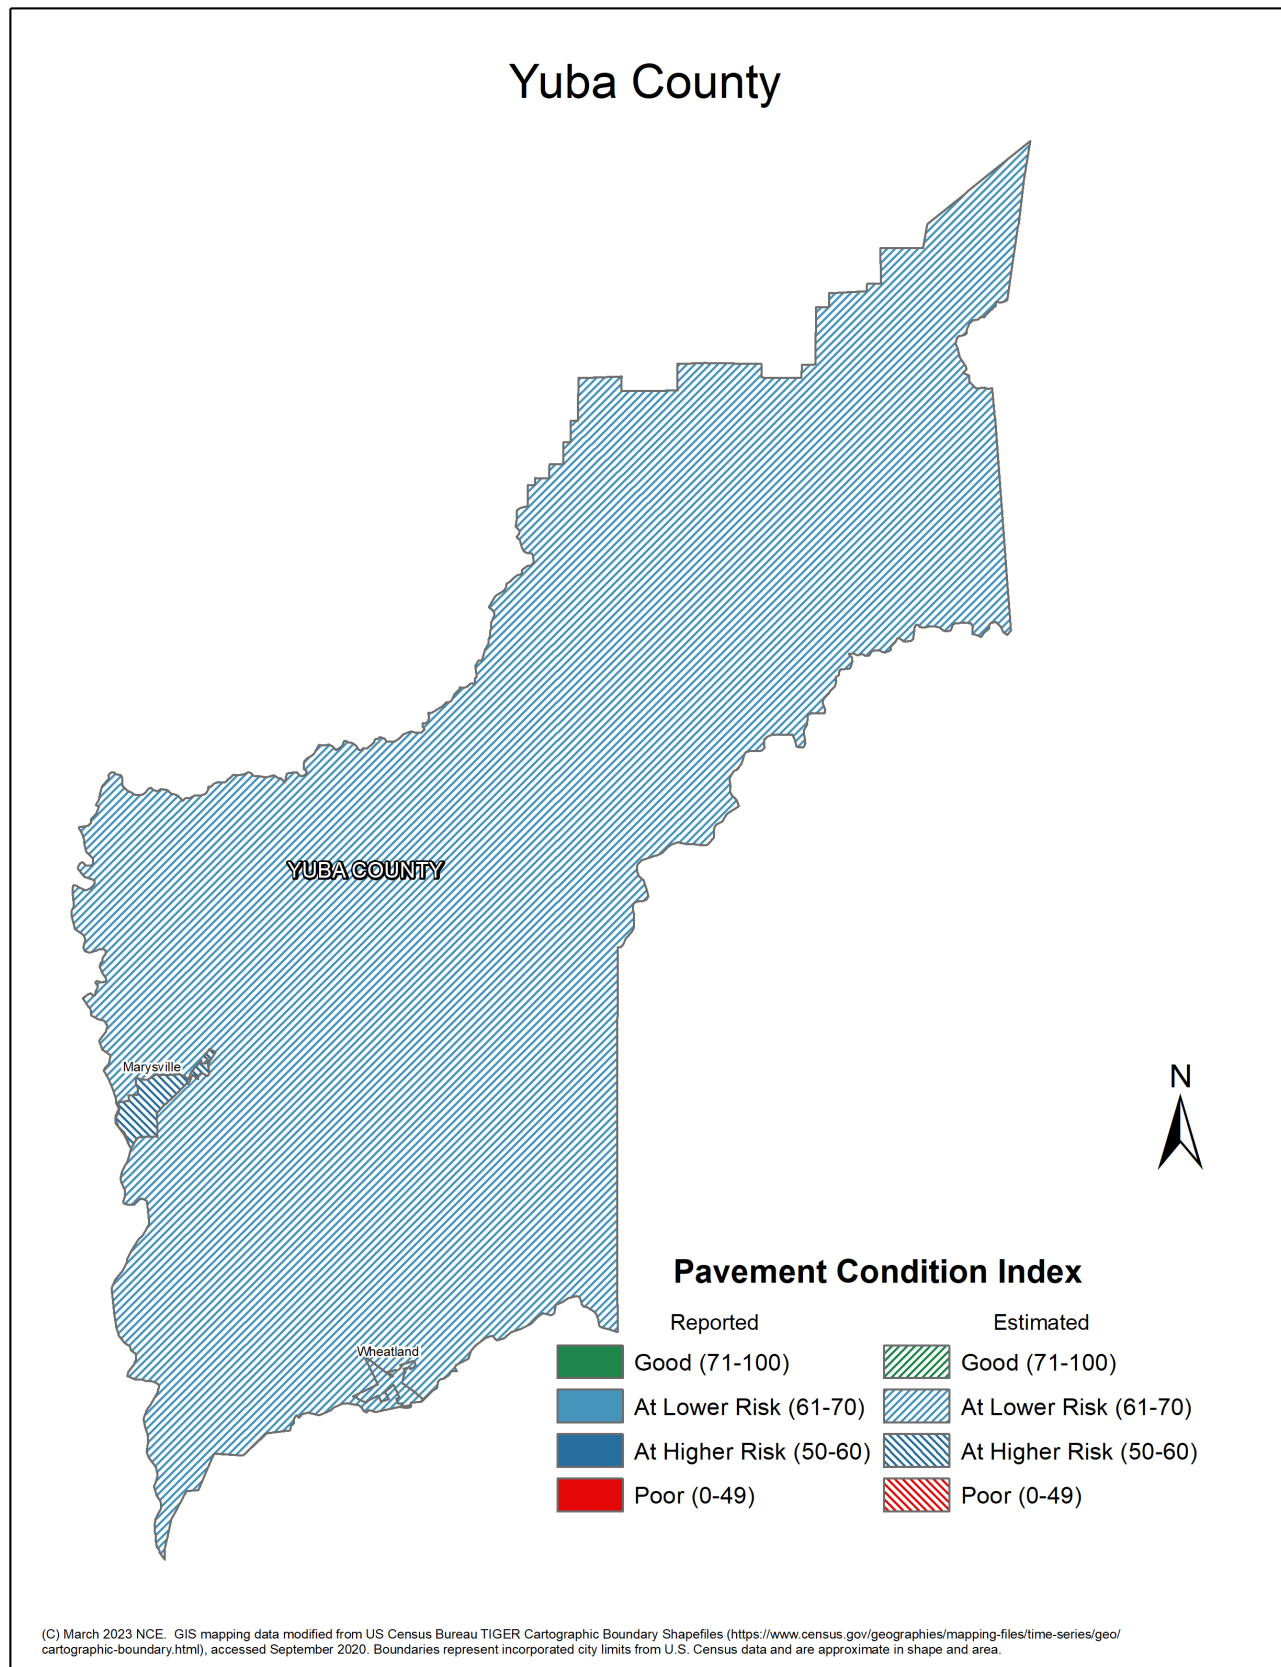 Yuba County
YUBA COUNTY
Marysville
N
Wheatland
Pavement Condition Index
Reported
Estimated
Good (71-100)
Good (71-100)
At Lower Risk (61-70)
At Lower Risk (61-70)
At Higher Risk (50-60)
At Higher Risk (50-60)
Poor (0-49)
Poor (0-49)
(C) March 2023 NCE.  GIS mapping data modified from US Census Bureau TIGER Cartographic Boundary Shapefiles (https://www.census.gov/geographies/mapping-files/time-series/geo/
cartographic-boundary.html), accessed September 2020. Boundaries represent incorporated city limits from U.S. Census data and are approximate in shape and area.